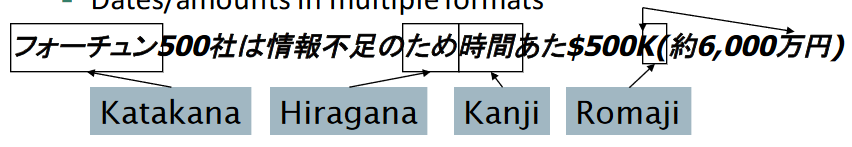 - Dates/amounts in multiple formats
フォーチュン500社は情報不足のため時間あた$500K(約6,000万円)
Katakana Hiragana Kanji Romaji